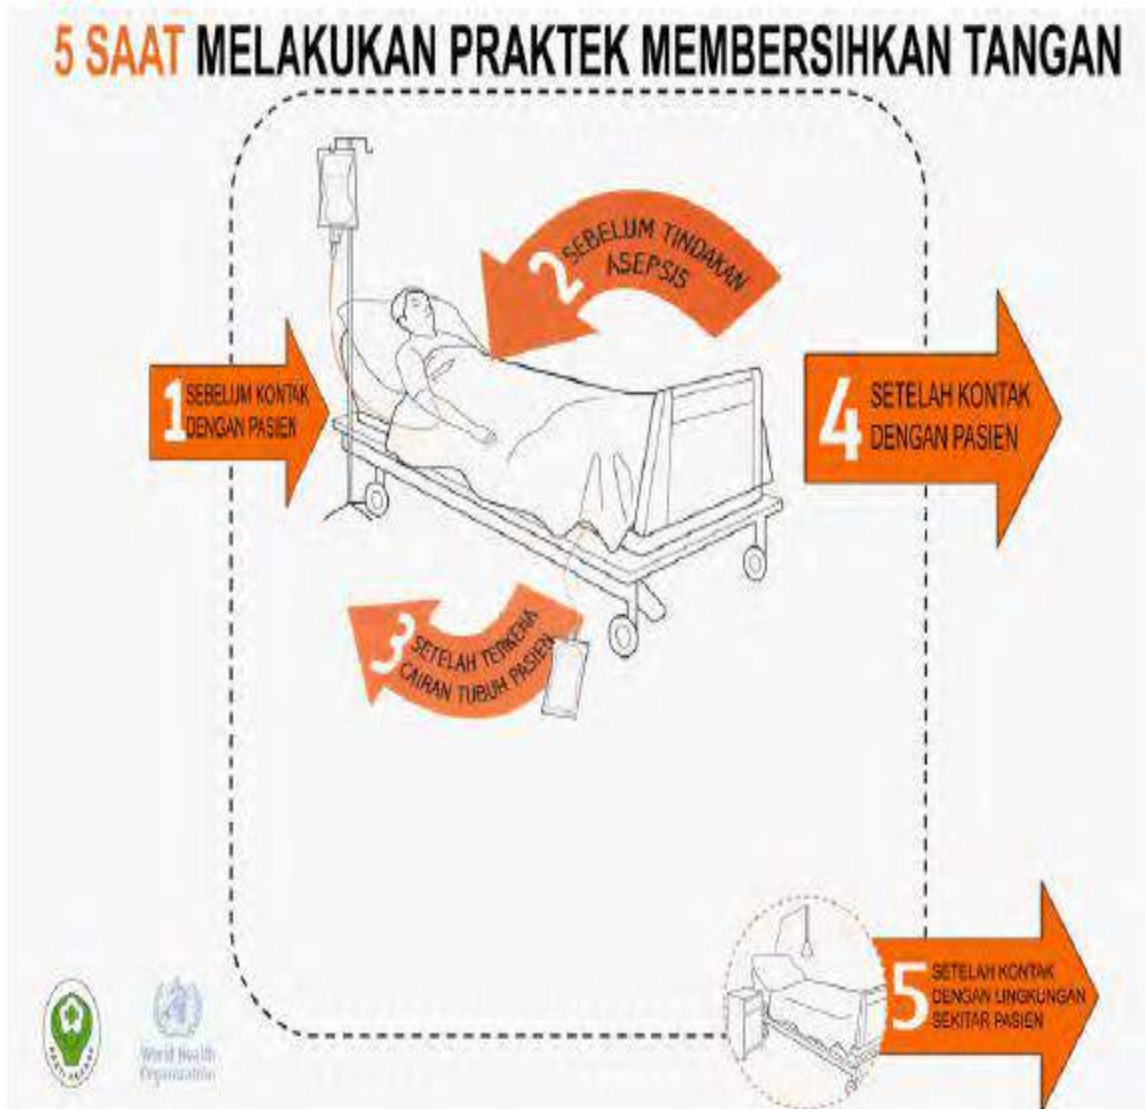 5 SAAT MELAKUKAN PRAKTEK MEMBERSIHKAN TANGAN
1
SEBELUM KONTAK
DENGAN PASIEN
2
SEBELUM TINDAKAN
ASEPSIS
3
SETELAH TERKENA
CAIRAN TUBUH PASIEN
4
SETELAH KONTAK
DENGAN PASIEN
5
SETELAH KONTAK
DENGAN LINGKUNGAN
SEKITAR PASIEN
World Health
Organization